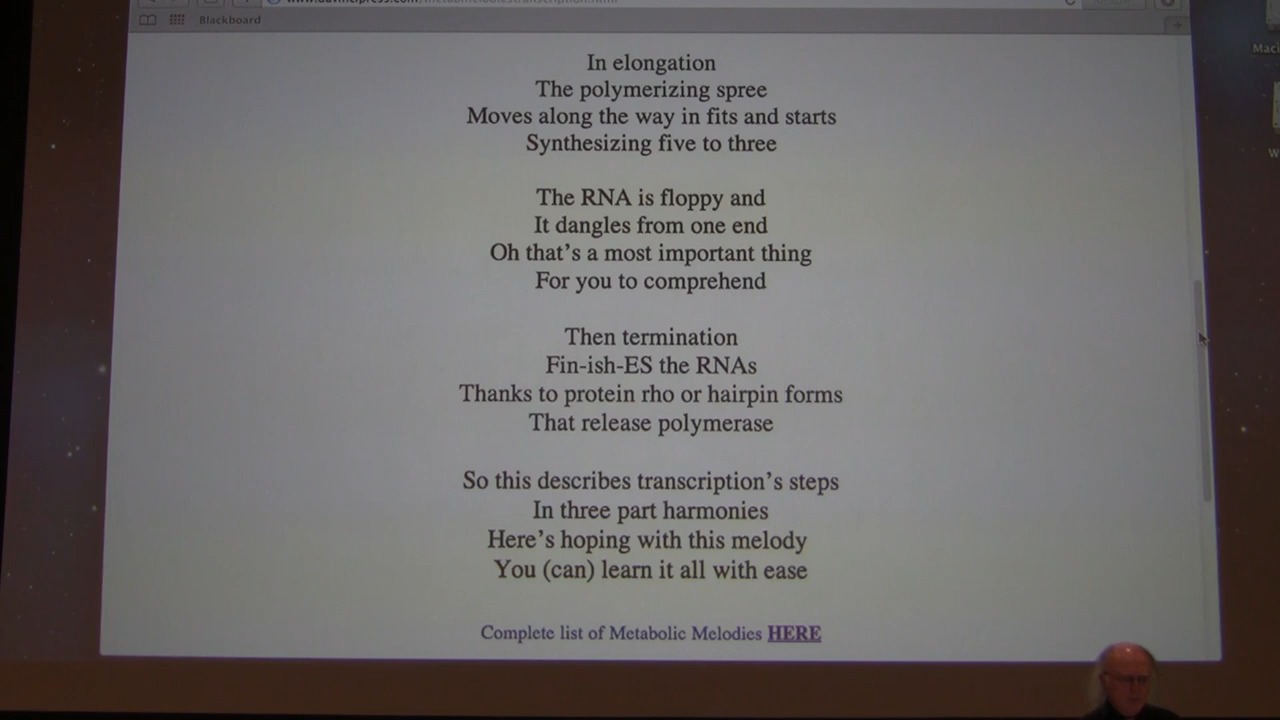 Blackboard
In elongation
The polymerizing spree
Moves along the way in fits and starts
Synthesizing five to three
The RNA is floppy and
It dangles from one end
Oh that's a most important thing
For you to comprehend
Then termination
Fin-ish-ES the RNAs
Thanks to protein rho or hairpin forms
That release polymerase
So this describes transcription's steps
In three part harmonies
Here's hoping with this melody
You (can) learn it all with ease
Complete list of Metabolic Melodies HERE